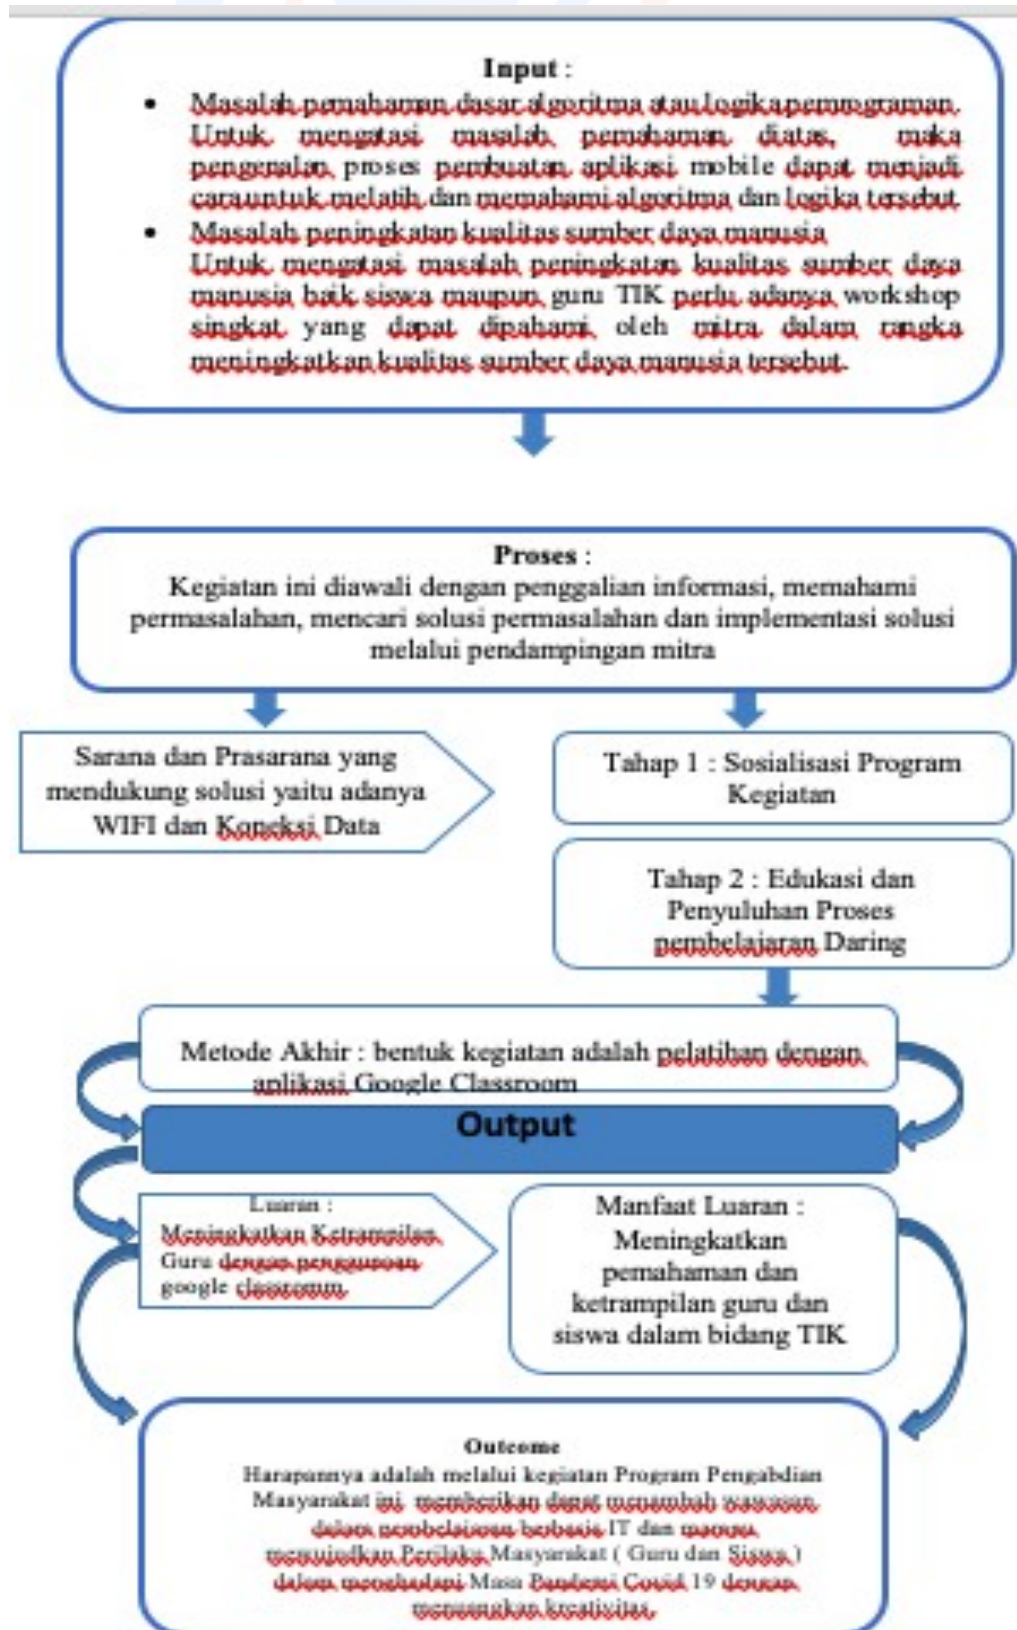 Input :
• Masalah pemahaman dasar algoritma atau logika pemrograman.
Untuk mengatasi masalah pemahaman diatas, maka
pengenalan proses pembuatan aplikasi mobile dapat menjadi
cara untuk melatih dan memahami algoritma dan logika tersebut.
• Masalah peningkatan kualitas sumber daya manusia
Untuk mengatasi masalah peningkatan kualitas sumber daya
manusia baik siswa maupun guru TIK perlu adanya workshop
singkat yang dapat dipahami oleh mitra dalam rangka
meningkatkan kualitas sumber daya manusia tersebut.
Proses :
Kegiatan ini diawali dengan penggalian informasi, memahami
permasalahan, mencari solusi permasalahan dan implementasi solusi
melalui pendampingan mitra
Sarana dan Prasarana yang
mendukung solusi yaitu adanya
WIFI dan Koneksi Data
Tahap 1 : Sosialisasi Program
Kegiatan
Tahap 2 : Edukasi dan
Penyuluhan Proses
pembelajaran Daring
Metode Akhir : bentuk kegiatan adalah pelatihan dengan
aplikasi Google Classroom
Output
Luaran :
Meningkatkan Ketrampilan
Guru dengan penggunaan
google classromm
Manfaat Luaran :
Meningkatkan
pemahaman dan
ketrampilan guru dan
siswa dalam bidang TIK
Outcome
Harapannya adalah melalui kegiatan Program Pengabdian
Masyarakat ini memberikan dapat menambah wawasan
dalam pembelajaran berbasis IT dan mampu
mewujudkan Perilaku Masyarakat ( Guru dan Siswa )
dalam menghadapi Masa Pandemi Covid 19 dengan
menuangkan kreativitas.